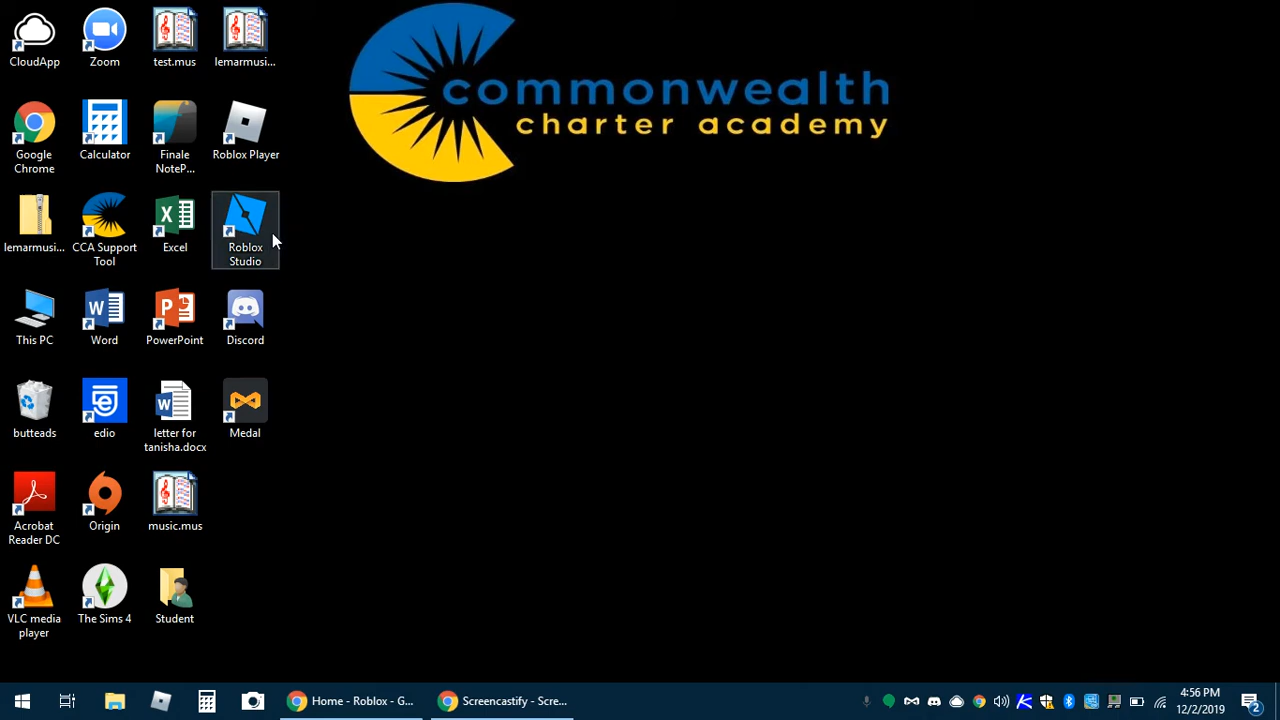 commonwealth
charter academy
CloudApp
Zoom
test.mus
lemarmusi...
Google
Chrome
Calculator
Finale
NoteP...
Roblox Player
lemarmusi...
CCA Support
Tool
Excel
Roblox
Studio
This PC
Word
PowerPoint
Discord
butteads
edio
letter for
tanisha.docx
Medal
Acrobat
Reader DC
Origin
music.mus
VLC media
player
The Sims 4
Student
Home - Roblox - G...
Screencastify - Scre...
4:56 PM
12/2/2019
2